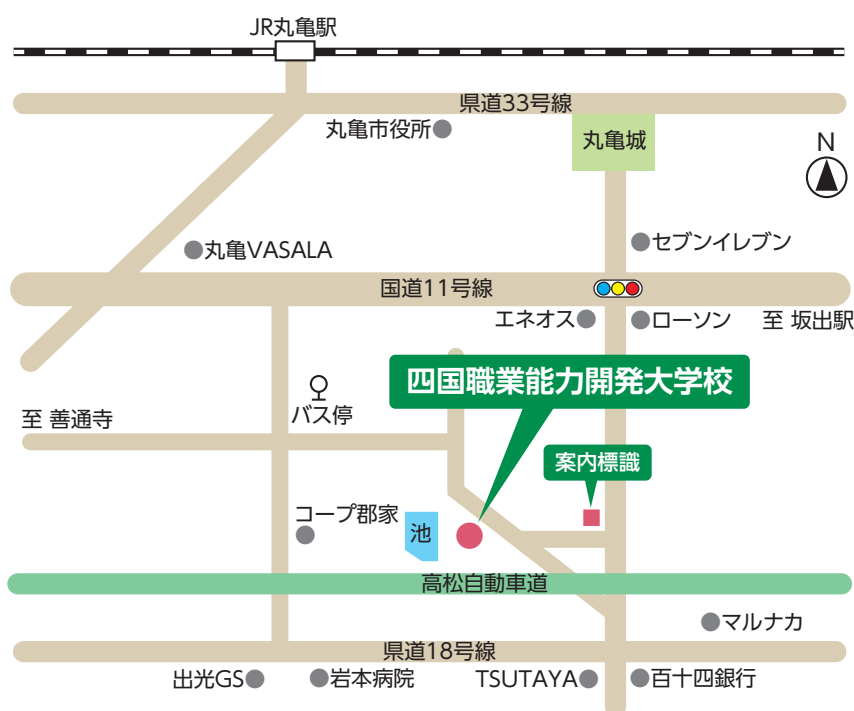 JR丸亀駅
県道33号線
丸亀市役所
丸亀城
N
丸亀VASALA
セブンイレブン
国道11号線
エネオス
ローソン
至 坂出駅
四国職業能力開発大学校
バス停
至 善通寺
案内標識
コープ郡家
池
高松自動車道
マルナカ
県道18号線
出光GS
岩本病院
TSUTAYA
百十四銀行